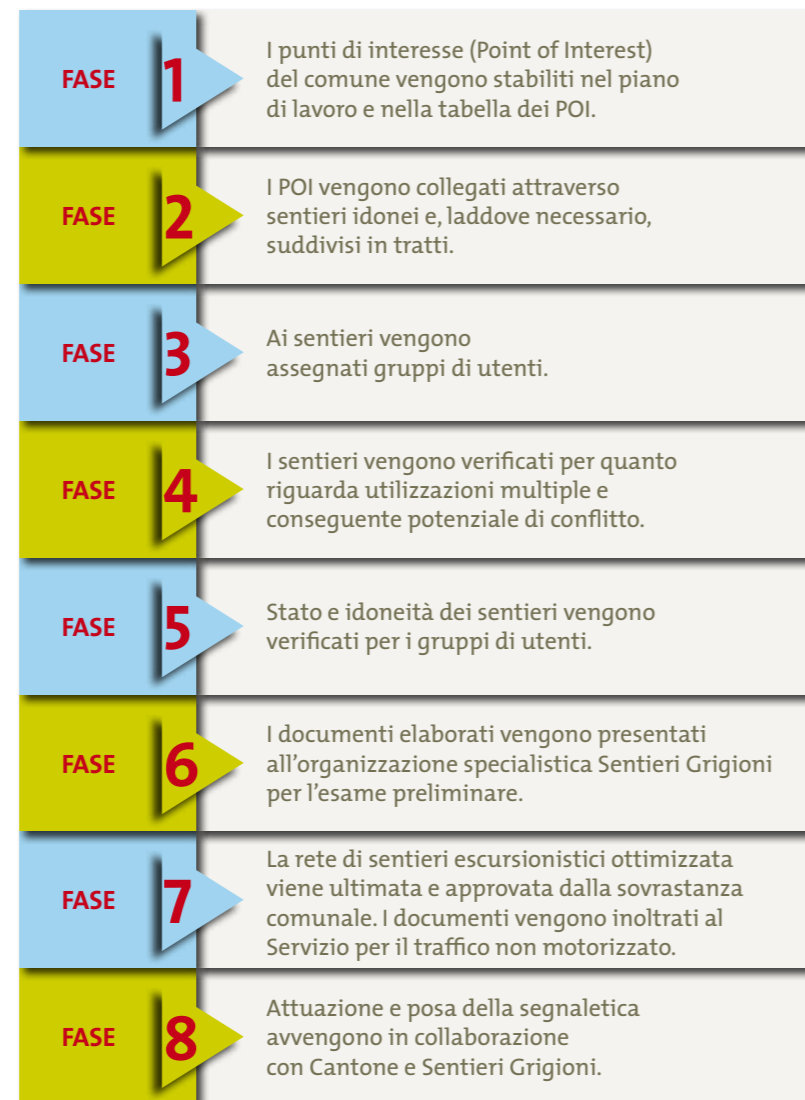 FASE 1
I punti di interesse (Point of Interest)
del comune vengono stabiliti nel piano
di lavoro e nella tabella dei POI.
FASE 2
I POI vengono collegati attraverso
sentieri idonei e, laddove necessario,
suddivisi in tratti.
FASE 3
Ai sentieri vengono
assegnati gruppi di utenti.
FASE 4
I sentieri vengono verificati per quanto
riguarda utilizzazioni multiple e
conseguente potenziale di conflitto.
FASE 5
Stato e idoneità dei sentieri vengono
verificati per i gruppi di utenti.
FASE 6
I documenti elaborati vengono presentati
all'organizzazione specialistica Sentieri Grigioni
per l'esame preliminare.
FASE 7
La rete di sentieri escursionistici ottimizzata
viene ultimata e approvata dalla sovrastanza
comunale. I documenti vengono inoltrati al
Servizio per il traffico non motorizzato.
FASE 8
Attuazione e posa della segnaletica
avvengono in collaborazione
con Cantone e Sentieri Grigioni.